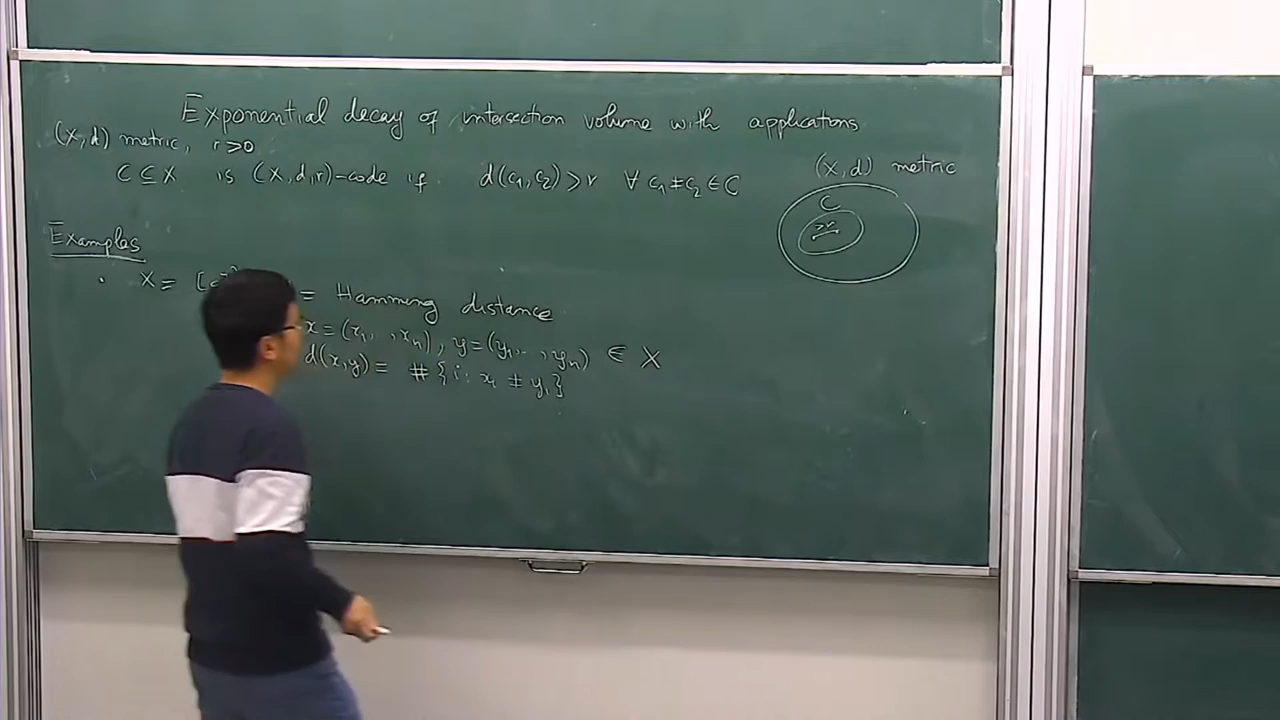 Exponential decay of intersection volume with applications
(X, d) metric, r>0
C ⊆ X is (X, d, r)-code if d(c₁, c₂) > r ∀ c₁ ≠ c₂ ∈ C
(X, d) metric
C
>r
Examples
· X = = Hamming distance
x = (x₁, , xₙ), y = (y₁, .. , yₙ) ∈ X
d(x,y) = # {i: xᵢ ≠ yᵢ}